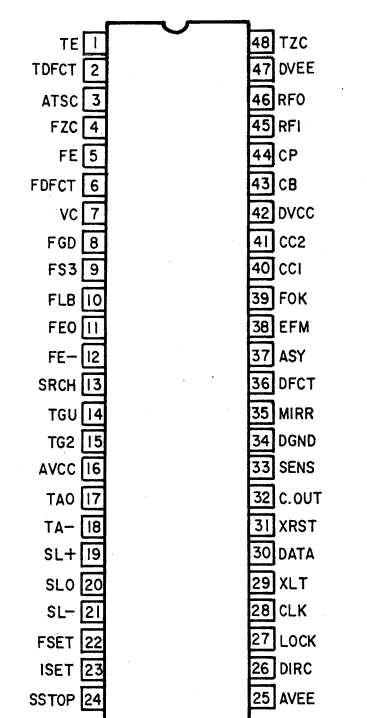 TE 1 48 TZC
TDFCT 2 47 DVEE
ATSC 3 46 RFO
FZC 4 45 RFI
FE 5 44 CP
FDFCT 6 43 CB
VC 7 42 DVCC
FGD 8 41 CC2
FS3 9 40 CC1
FLB 10 39 FOK
FEO 11 38 EFM
FE- 12 37 ASY
SRCH 13 36 DFCT
TGU 14 35 MIRR
TG2 15 34 DGND
AVCC 16 33 SENS
TAO 17 32 C.OUT
TA- 18 31 XRST
SL+ 19 30 DATA
SLO 20 29 XLT
SL- 21 28 CLK
FSET 22 27 LOCK
ISET 23 26 DIRC
SSTOP 24 25 AVEE